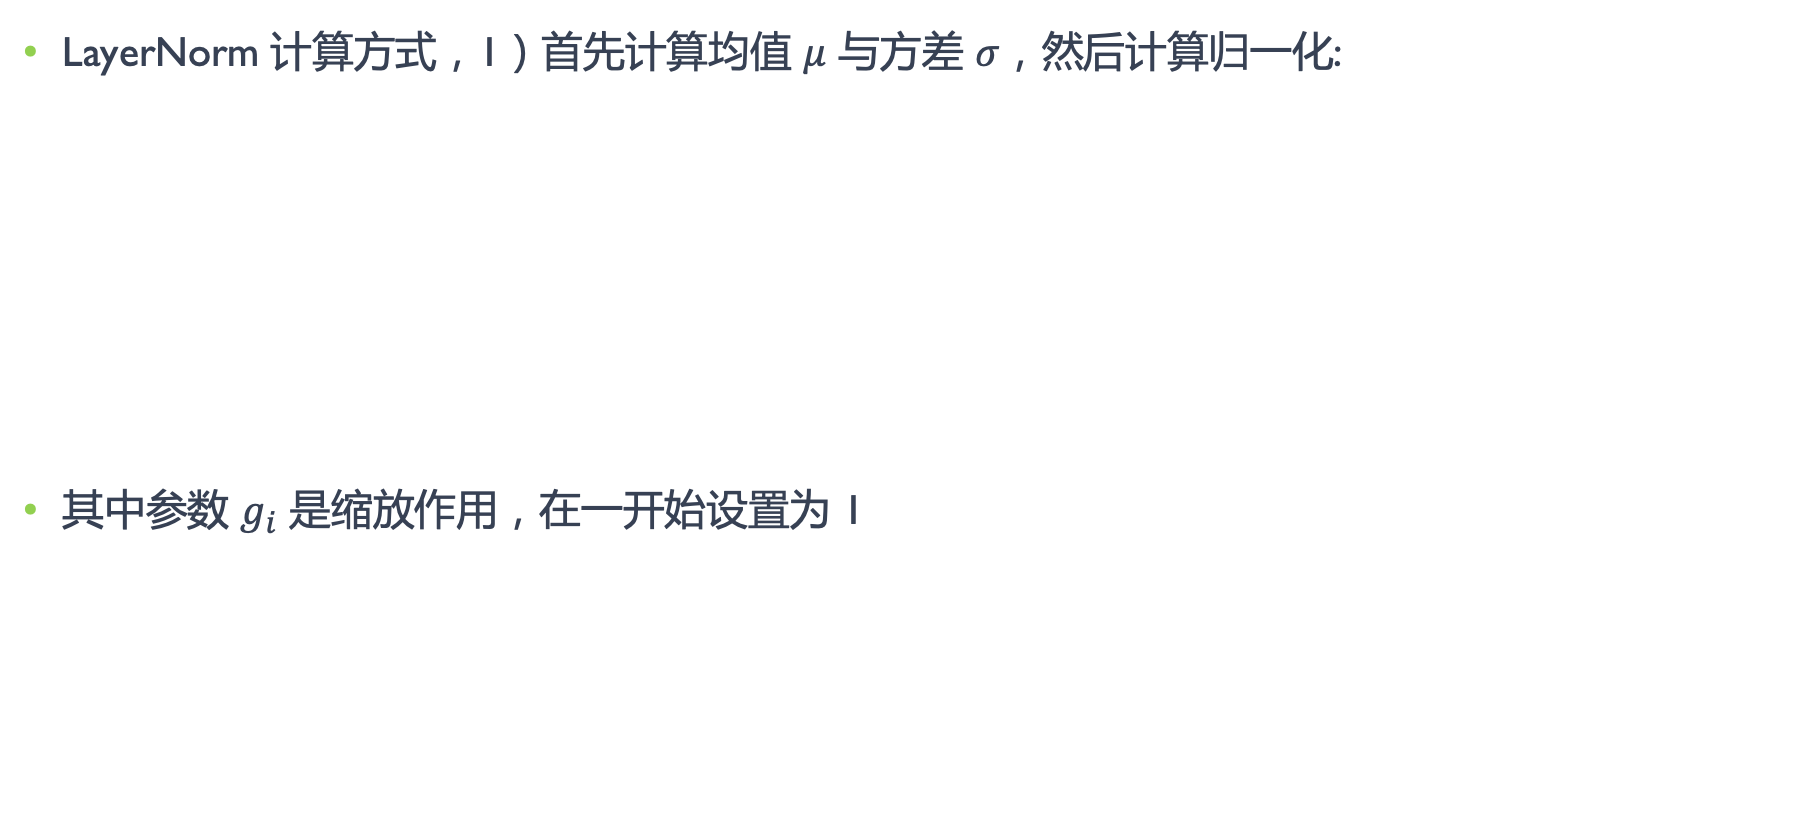 • LayerNorm 计算方式，1）首先计算均值 μ 与方差 σ，然后计算归一化:
• 其中参数 gᵢ 是缩放作用，在一开始设置为 1